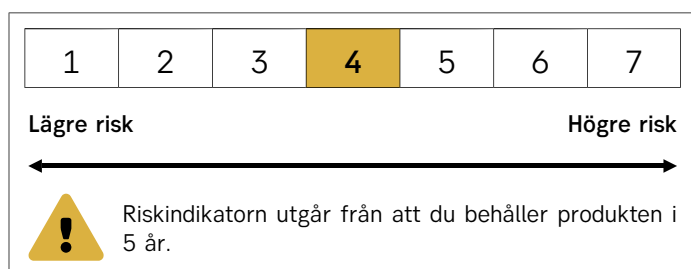 1 2 3 4 5 6 7
Lägre risk Högre risk
Riskindikatorn utgår från att du behåller produkten i
5 år.